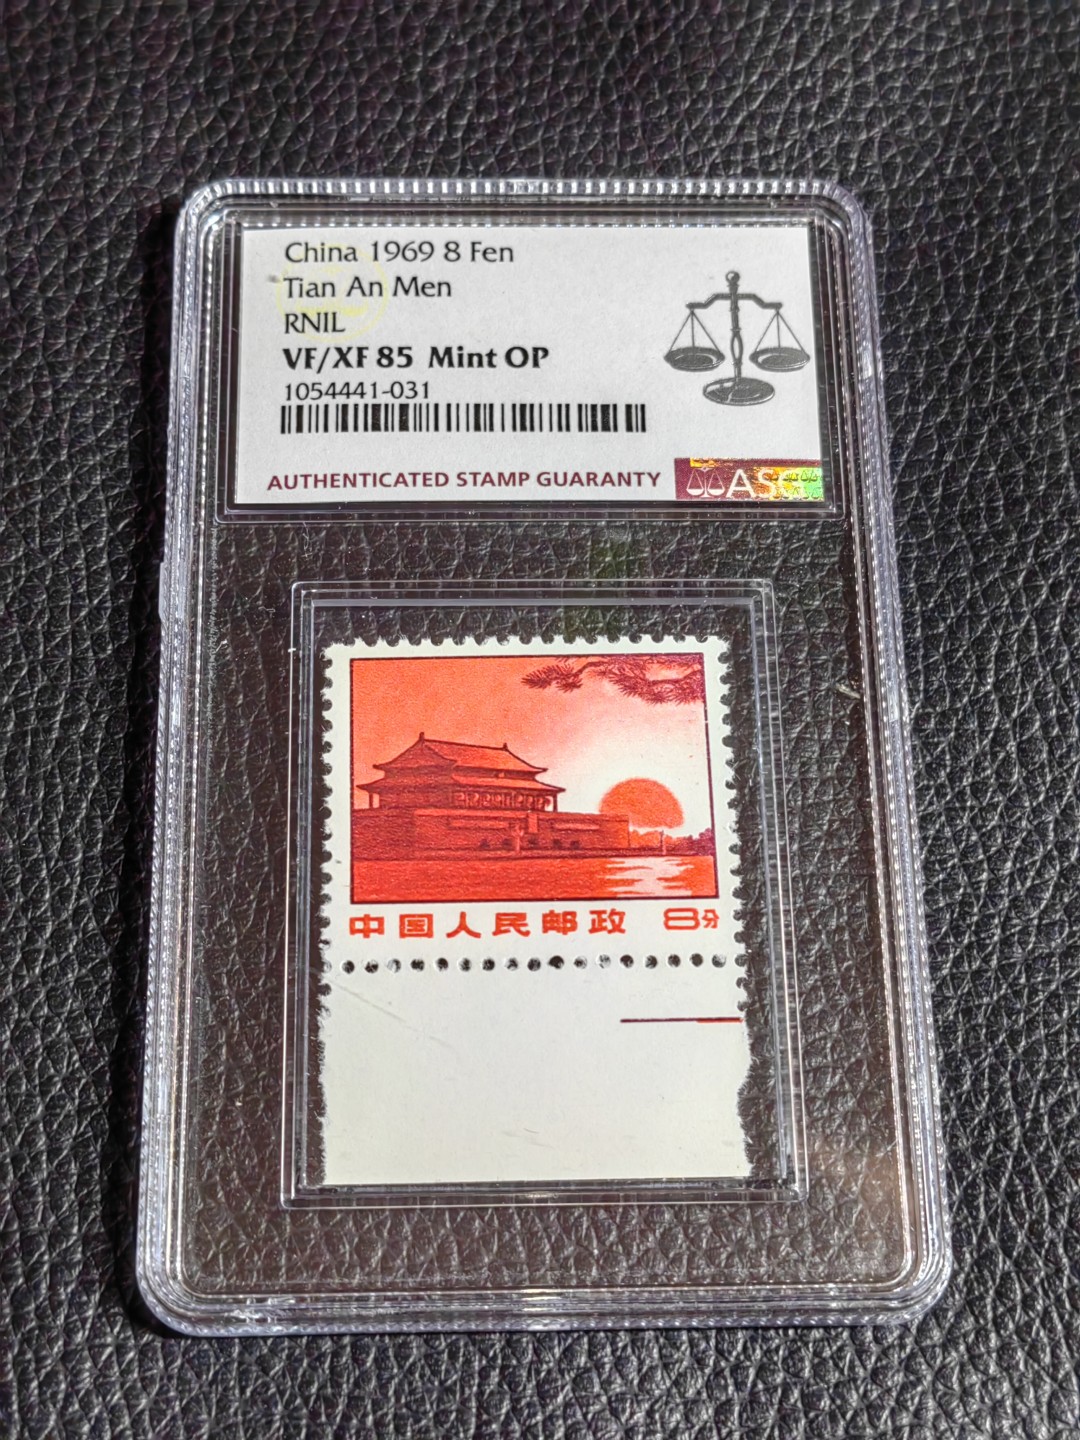 China 1969 8 Fen
Tian An Men
RNIL
VF/XF 85 Mint OP
1054441-031
AUTHENTICATED STAMP GUARANTY
ASG
中国人民邮政 8分